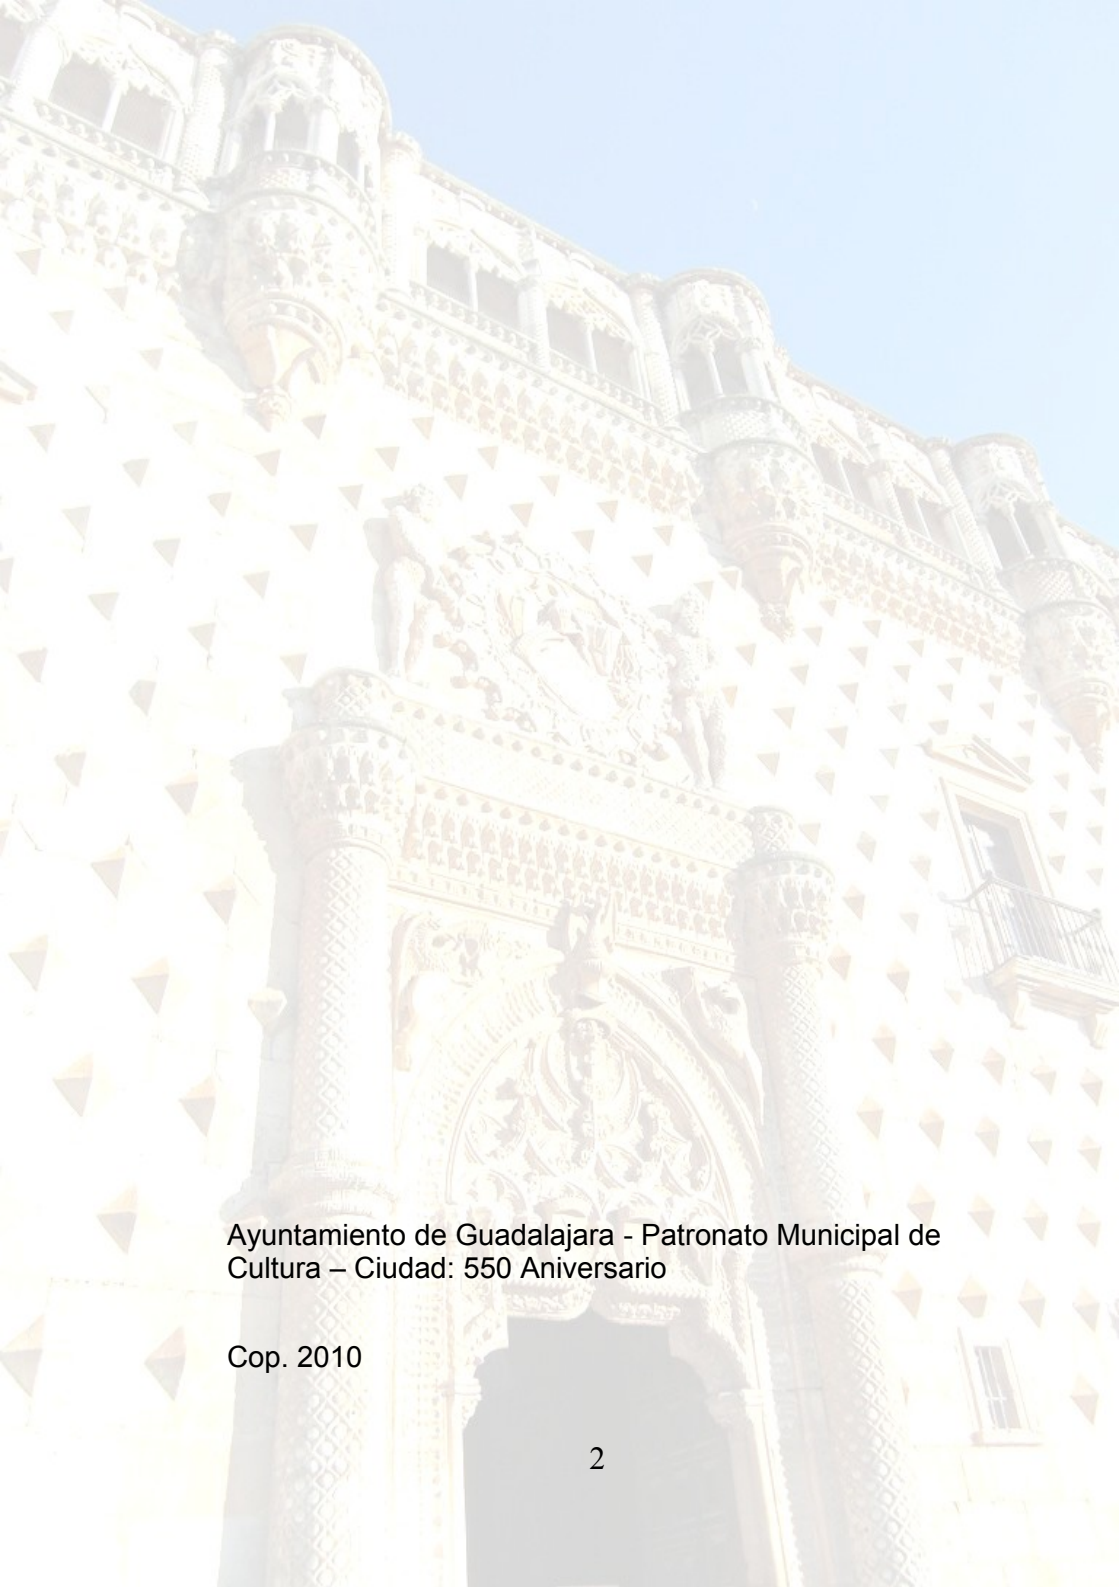 Ayuntamiento de Guadalajara - Patronato Municipal de
Cultura – Ciudad: 550 Aniversario
Cop. 2010
2